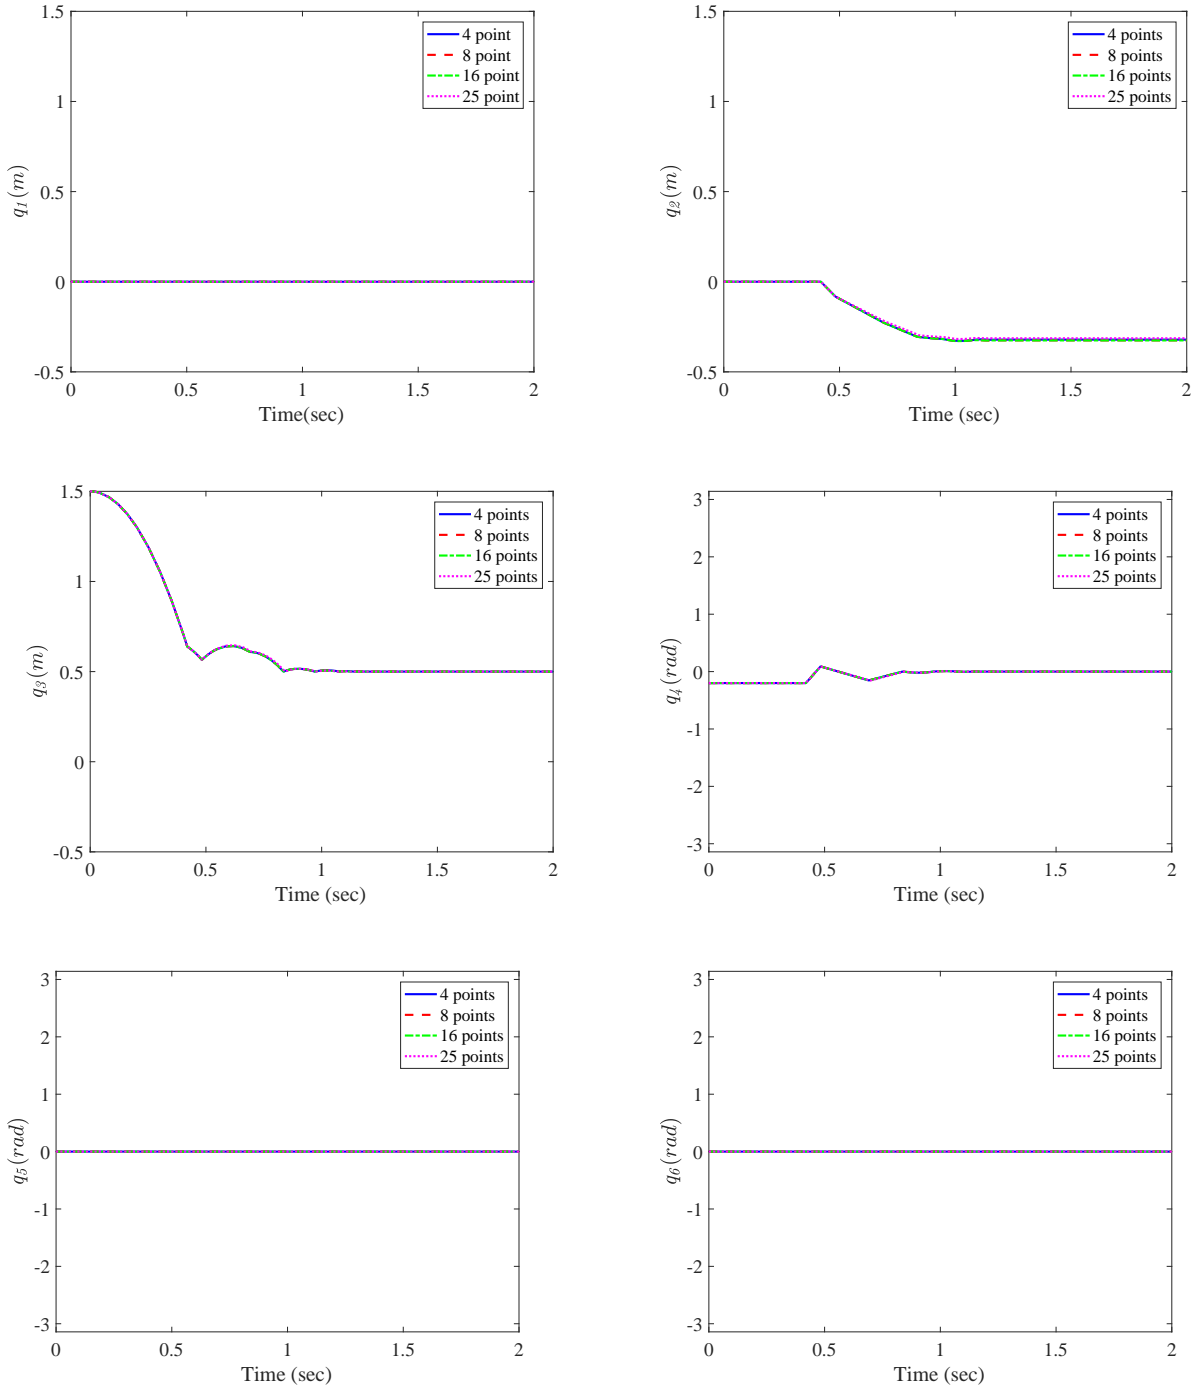 1.5
1
0.5
0
-0.5
q1(m)
4 point
8 point
16 point
25 point
0 0.5 1 1.5 2
Time(sec)
1.5
1
0.5
0
-0.5
q2(m)
4 points
8 points
16 points
25 points
0 0.5 1 1.5 2
Time (sec)
1.5
1
0.5
0
-0.5
q3(m)
4 points
8 points
16 points
25 points
0 0.5 1 1.5 2
Time (sec)
3
2
1
0
-1
-2
-3
q4(rad)
4 points
8 points
16 points
25 points
0 0.5 1 1.5 2
Time (sec)
3
2
1
0
-1
-2
-3
q5(rad)
4 points
8 points
16 points
25 points
0 0.5 1 1.5 2
Time (sec)
3
2
1
0
-1
-2
-3
q6(rad)
4 points
8 points
16 points
25 points
0 0.5 1 1.5 2
Time (sec)